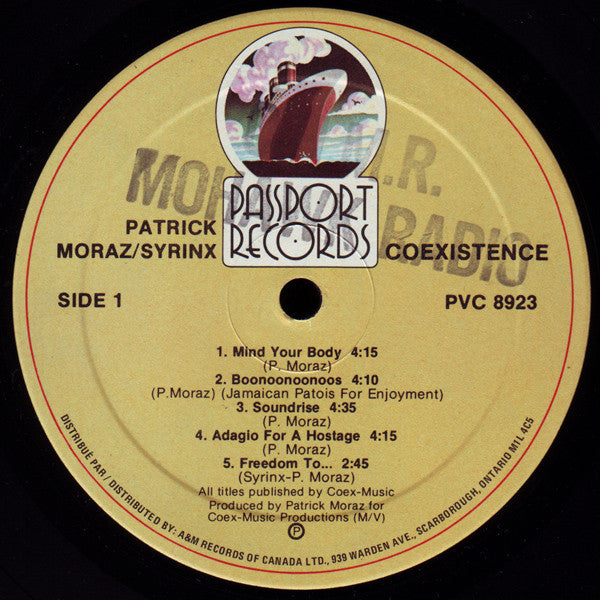 M.R.
MOHAWK RADIO
PASSPORT
RECORDS
PATRICK
MORAZ/SYRINX
COEXISTENCE
SIDE 1
PVC 8923
1. Mind Your Body 4:15
(P. Moraz)
2. Boonoonoonoos 4:10
(P.Moraz) (Jamaican Patois For Enjoyment)
3. Soundrise 4:35
(P. Moraz)
4. Adagio For A Hostage 4:15
(P. Moraz)
5. Freedom To... 2:45
(Syrinx-P. Moraz)
All titles published by Coex-Music
Produced by Patrick Moraz for
Coex-Music Productions (M/V)
Ⓟ
DISTRIBUÉ PAR / DISTRIBUTED BY: A&M RECORDS OF CANADA LTD., 939 WARDEN AVE., SCARBOROUGH, ONTARIO M1L 4C5